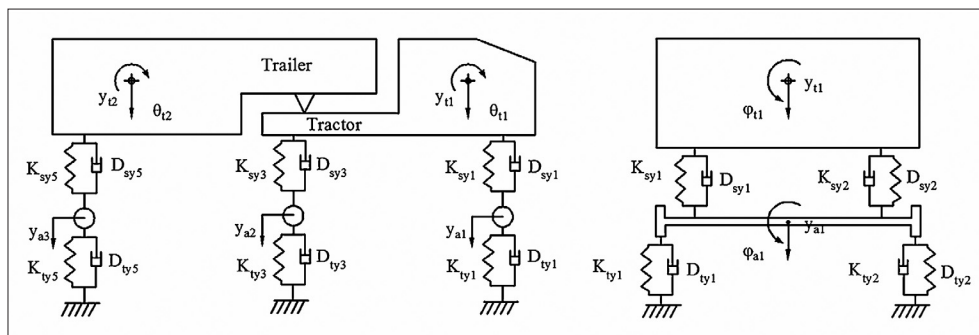 Trailer
y_t2
θ_t2
y_t1
θ_t1
Tractor
K_sy5
D_sy5
K_sy3
D_sy3
K_sy1
D_sy1
y_a3
y_a2
y_a1
K_ty5
D_ty5
K_ty3
D_ty3
K_ty1
D_ty1
y_t1
φ_t1
K_sy1
D_sy1
K_sy2
D_sy2
y_a1
φ_a1
K_ty1
D_ty1
K_ty2
D_ty2